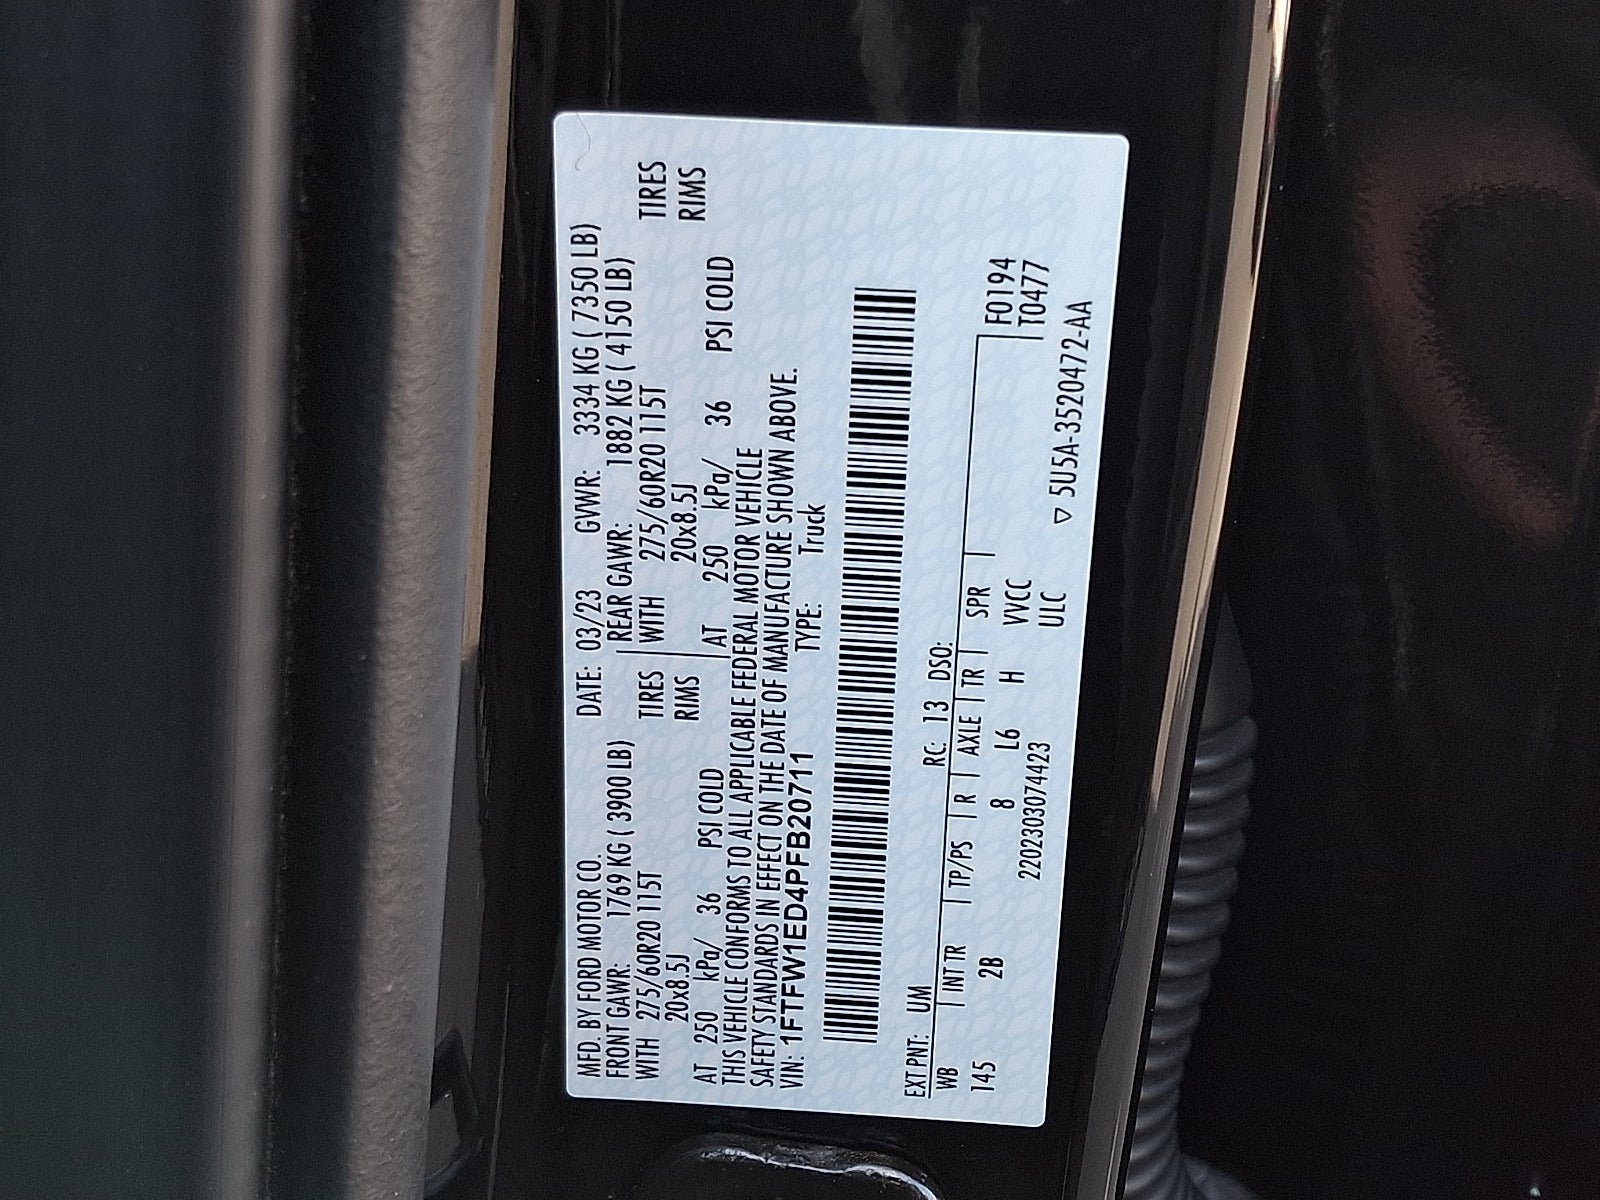 MFD. BY FORD MOTOR CO. DATE: 03/23 GVWR: 3334 KG ( 7350 LB)
FRONT GAWR: 1769 KG ( 3900 LB) REAR GAWR: 1882 KG ( 4150 LB)
WITH 275/60R20 115T TIRES WITH 275/60R20 115T TIRES
20x8.5J RIMS 20x8.5J RIMS
AT 250 kPa/ 36 PSI COLD AT 250 kPa/ 36 PSI COLD
THIS VEHICLE CONFORMS TO ALL APPLICABLE FEDERAL MOTOR VEHICLE
SAFETY STANDARDS IN EFFECT ON THE DATE OF MANUFACTURE SHOWN ABOVE.
VIN: 1FTFW1ED4PFB20711 TYPE: Truck
EXT PNT: UM RC: 13 DSO:
WB | INT TR | TP/PS | R | AXLE | TR | SPR | F0194
145 2B 8 L6 H VVCC T0477
2202303074423 ULC
▽ 5U5A-3520472-AA